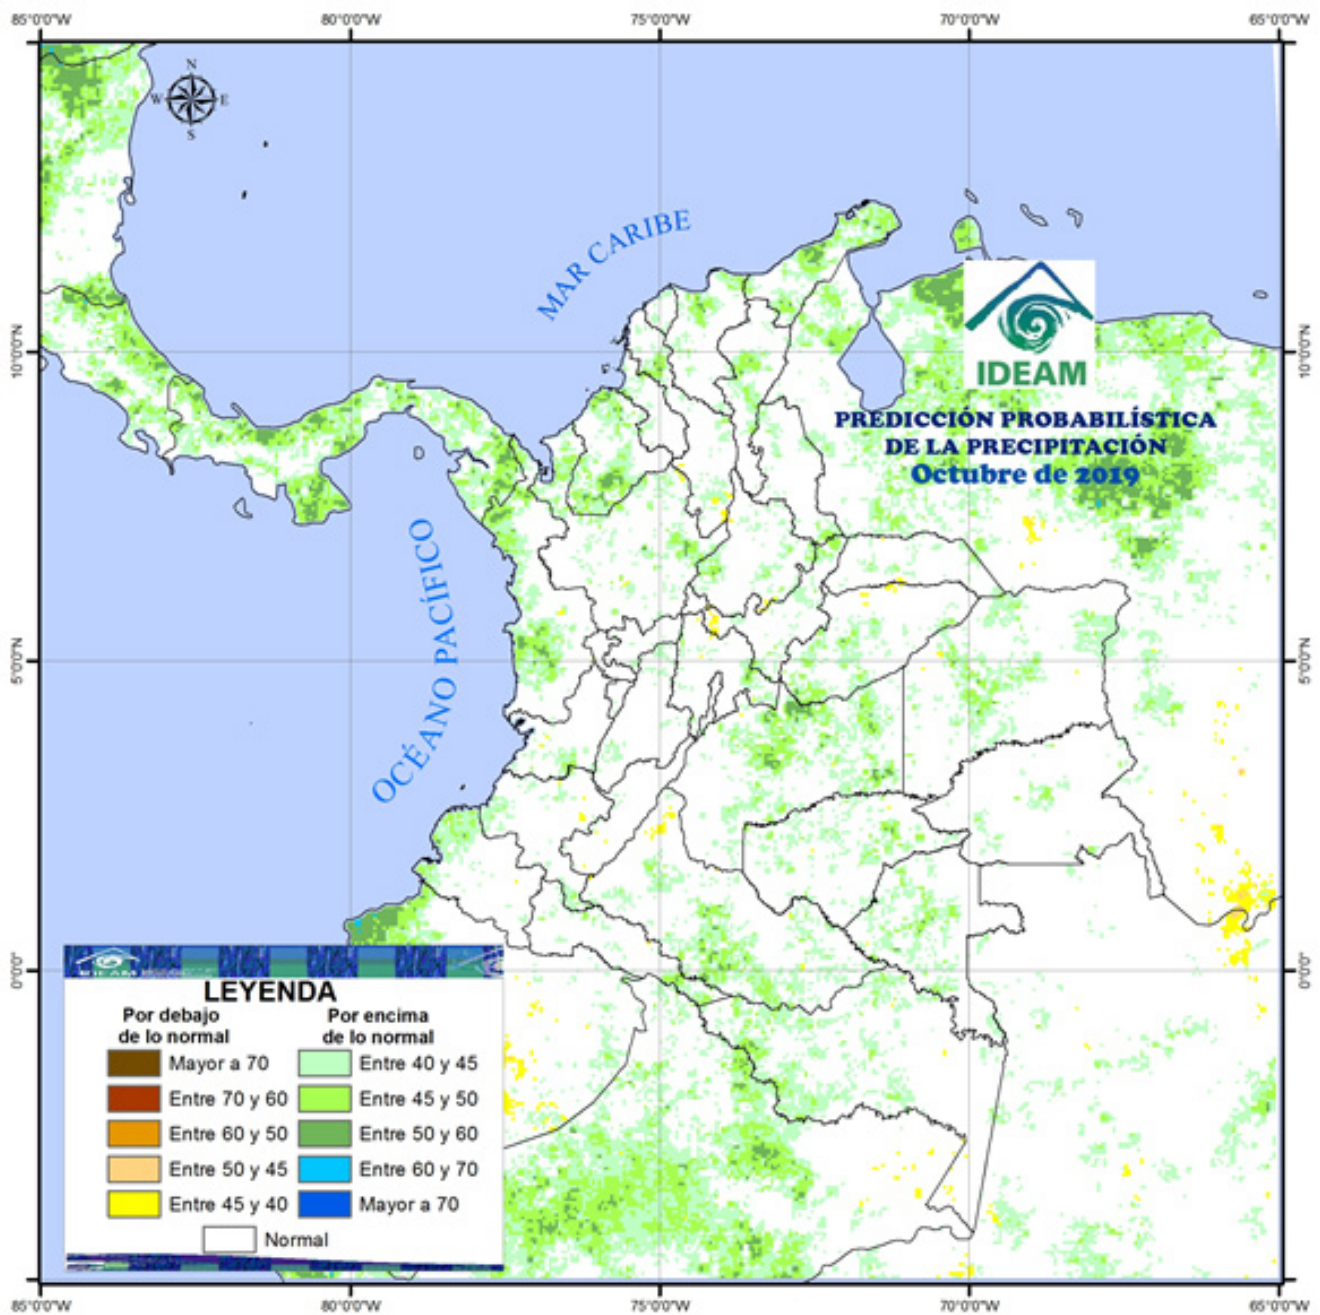 85°0'0"W 80°0'0"W 75°0'0"W 70°0'0"W 65°0'0"W
N
W E
S
MAR CARIBE
10°0'0"N 10°0'0"N
IDEAM
PREDICCIÓN PROBABILÍSTICA
DE LA PRECIPITACIÓN
Octubre de 2019
OCÉANO PACÍFICO
5°0'0"N 5°0'0"N
0°0'0" 0°0'0"
IDEAM
LEYENDA
Por debajo Por encima
de lo normal de lo normal
Mayor a 70 Entre 40 y 45
Entre 70 y 60 Entre 45 y 50
Entre 60 y 50 Entre 50 y 60
Entre 50 y 45 Entre 60 y 70
Entre 45 y 40 Mayor a 70
Normal
85°0'0"W 80°0'0"W 75°0'0"W 70°0'0"W 65°0'0"W